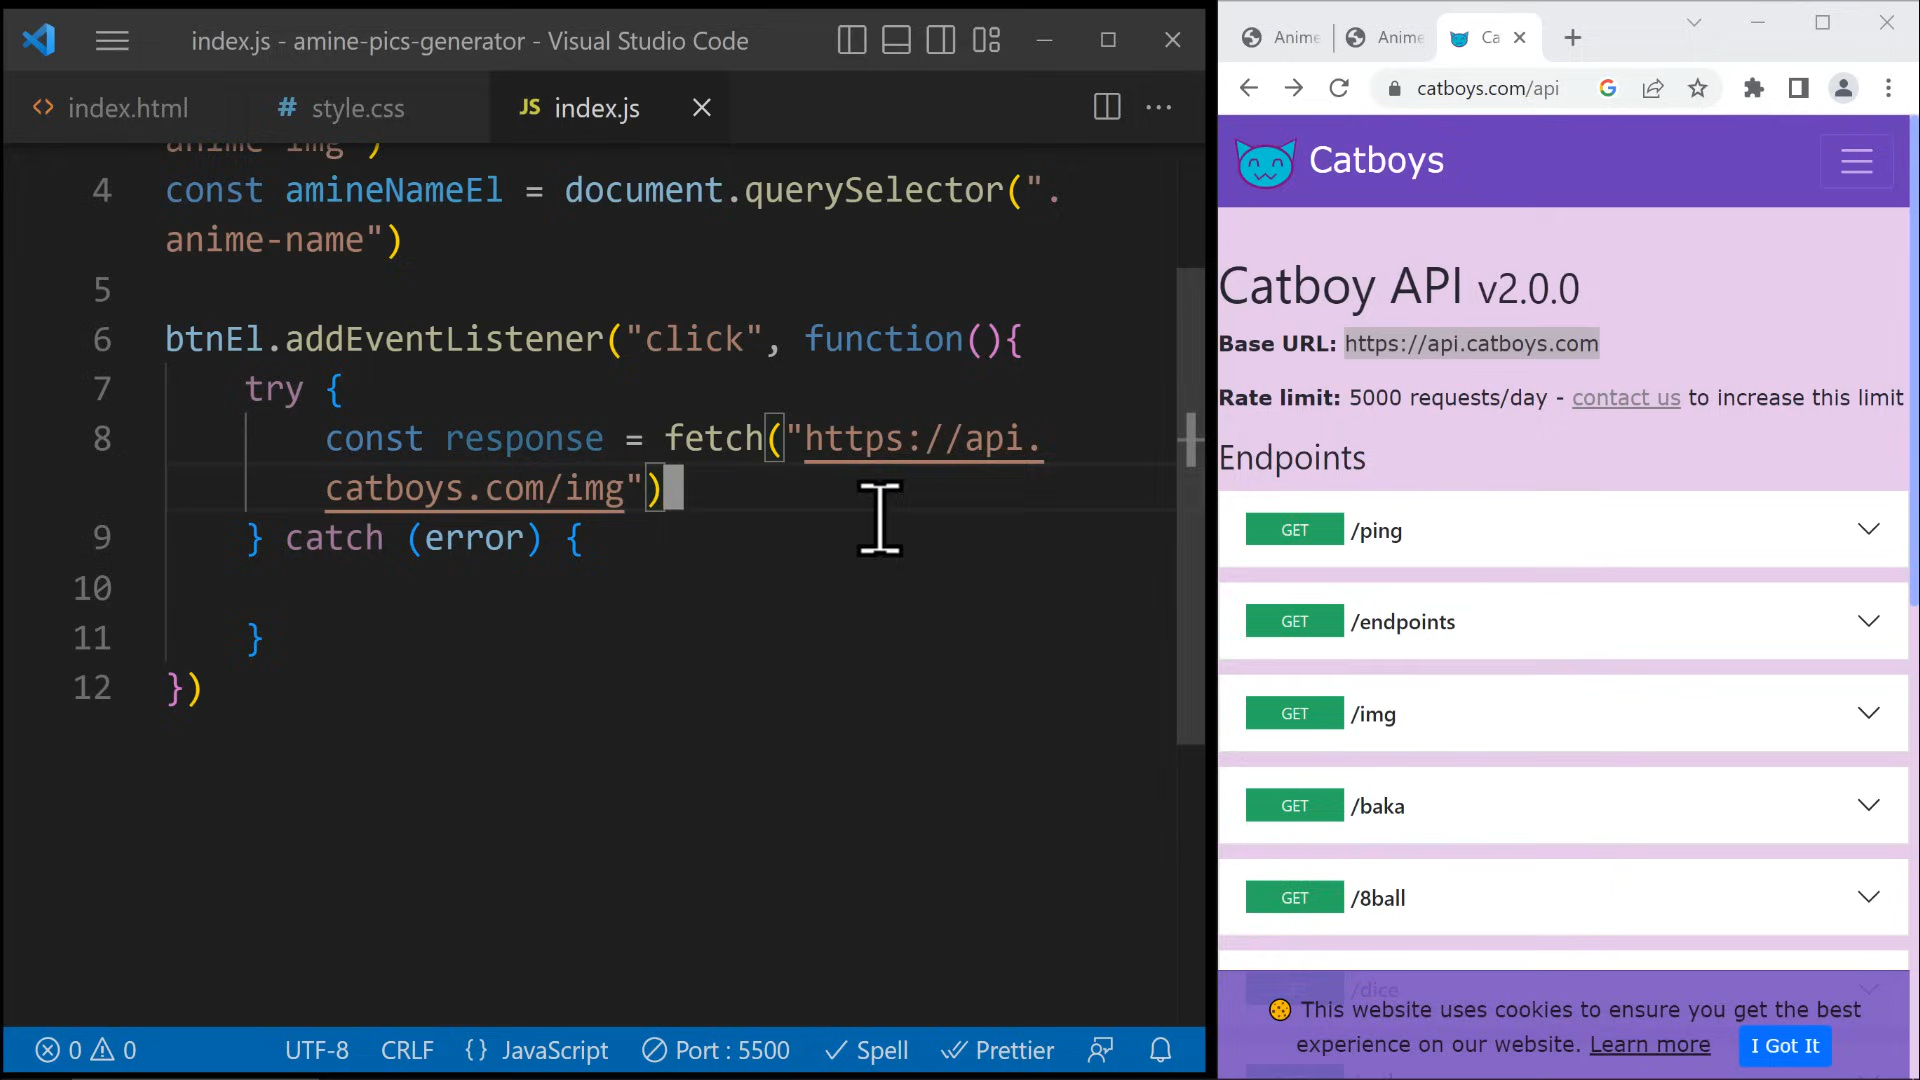 index.js - amine-pics-generator - Visual Studio Code
index.html
style.css
JS index.js
anime-img")
4 const amineNameEl = document.querySelector(".
anime-name")
5
6 btnEl.addEventListener("click", function(){
7 try {
8 const response = fetch("https://api.
catboys.com/img")
9 } catch (error) {
10
11 }
12 })
0 0
UTF-8
CRLF
{} JavaScript
Port : 5500
Spell
Prettier
Anime
Anime
Ca
catboys.com/api
Catboys
Catboy API v2.0.0
Base URL: https://api.catboys.com
Rate limit: 5000 requests/day - contact us to increase this limit
Endpoints
GET /ping
GET /endpoints
GET /img
GET /baka
GET /8ball
/dice
This website uses cookies to ensure you get the best
experience on our website. Learn more
I Got It